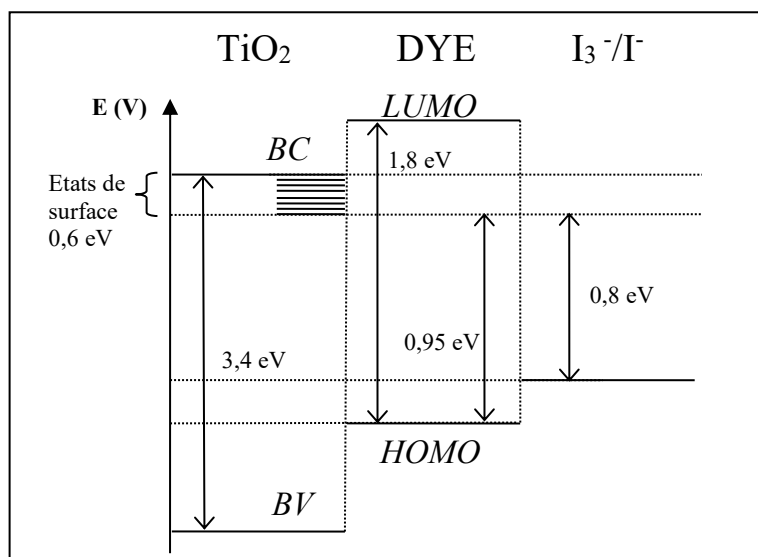 TiO₂ DYE I₃⁻/I⁻
E (V)
LUMO
BC
1,8 eV
Etats de
surface
0,6 eV
0,8 eV
0,95 eV
3,4 eV
HOMO
BV